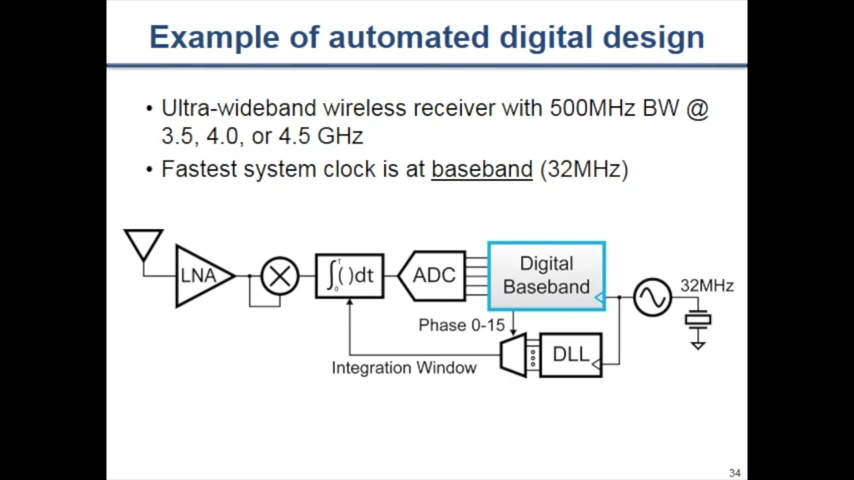 Example of automated digital design
• Ultra-wideband wireless receiver with 500MHz BW @
3.5, 4.0, or 4.5 GHz
• Fastest system clock is at baseband (32MHz)
LNA
∫₀ᵀ( )dt
ADC
Digital
Baseband
32MHz
Phase 0-15
DLL
Integration Window
34